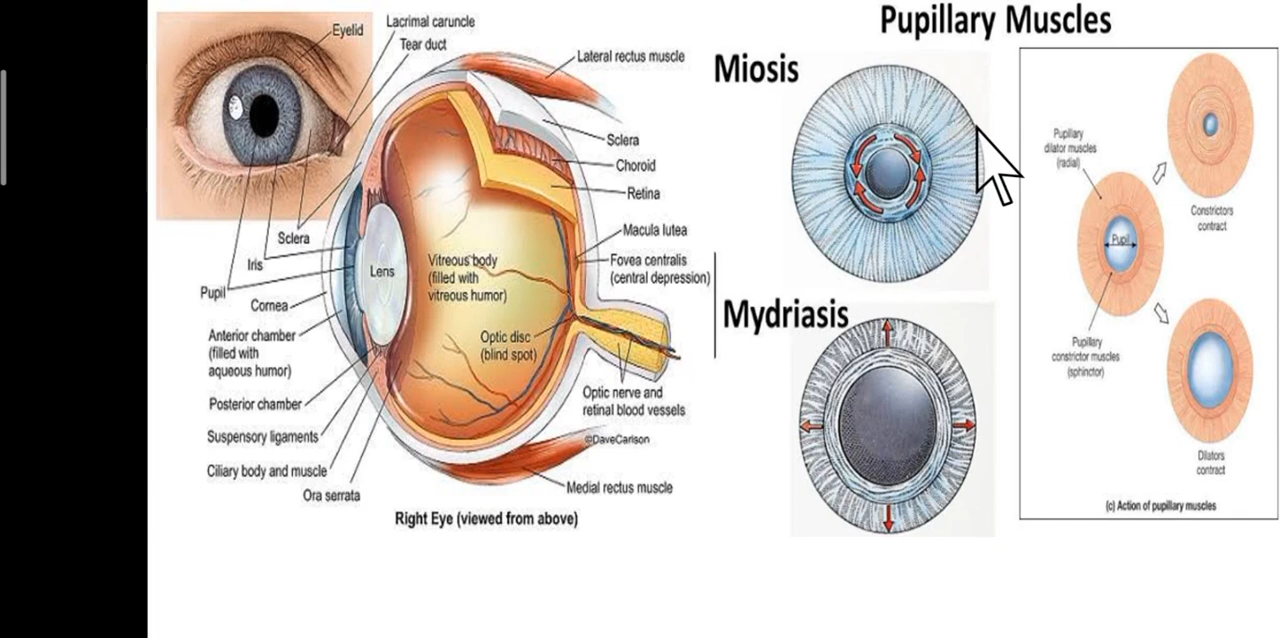 Eyelid
Lacrimal caruncle
Tear duct
Lateral rectus muscle
Sclera
Choroid
Retina
Macula lutea
Fovea centralis
(central depression)
Sclera
Iris
Pupil
Cornea
Anterior chamber
(filled with
aqueous humor)
Posterior chamber
Suspensory ligaments
Ciliary body and muscle
Ora serrata
Lens
Vitreous body
(filled with
vitreous humor)
Optic disc
(blind spot)
Optic nerve and
retinal blood vessels
©DaveCarlson
Medial rectus muscle
Right Eye (viewed from above)
Pupillary Muscles
Miosis
Mydriasis
Pupillary
dilator muscles
(radial)
Pupil
Pupillary
constrictor muscles
(sphinctor)
Constrictors
contract
Dilators
contract
(c) Action of pupillary muscles